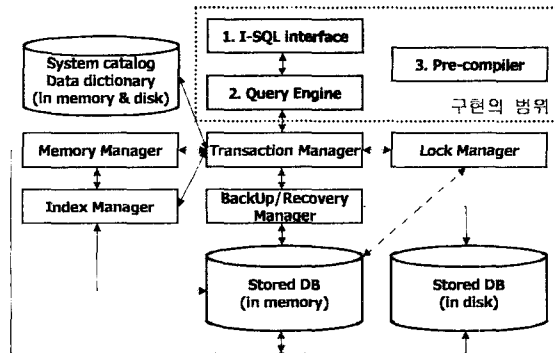 1. I-SQL interface
System catalog
Data dictionary
(in memory & disk)
3. Pre-compiler
2. Query Engine
구현의 범위
Memory Manager
Transaction Manager
Lock Manager
Index Manager
BackUp/Recovery
Manager
Stored DB
(in memory)
Stored DB
(in disk)